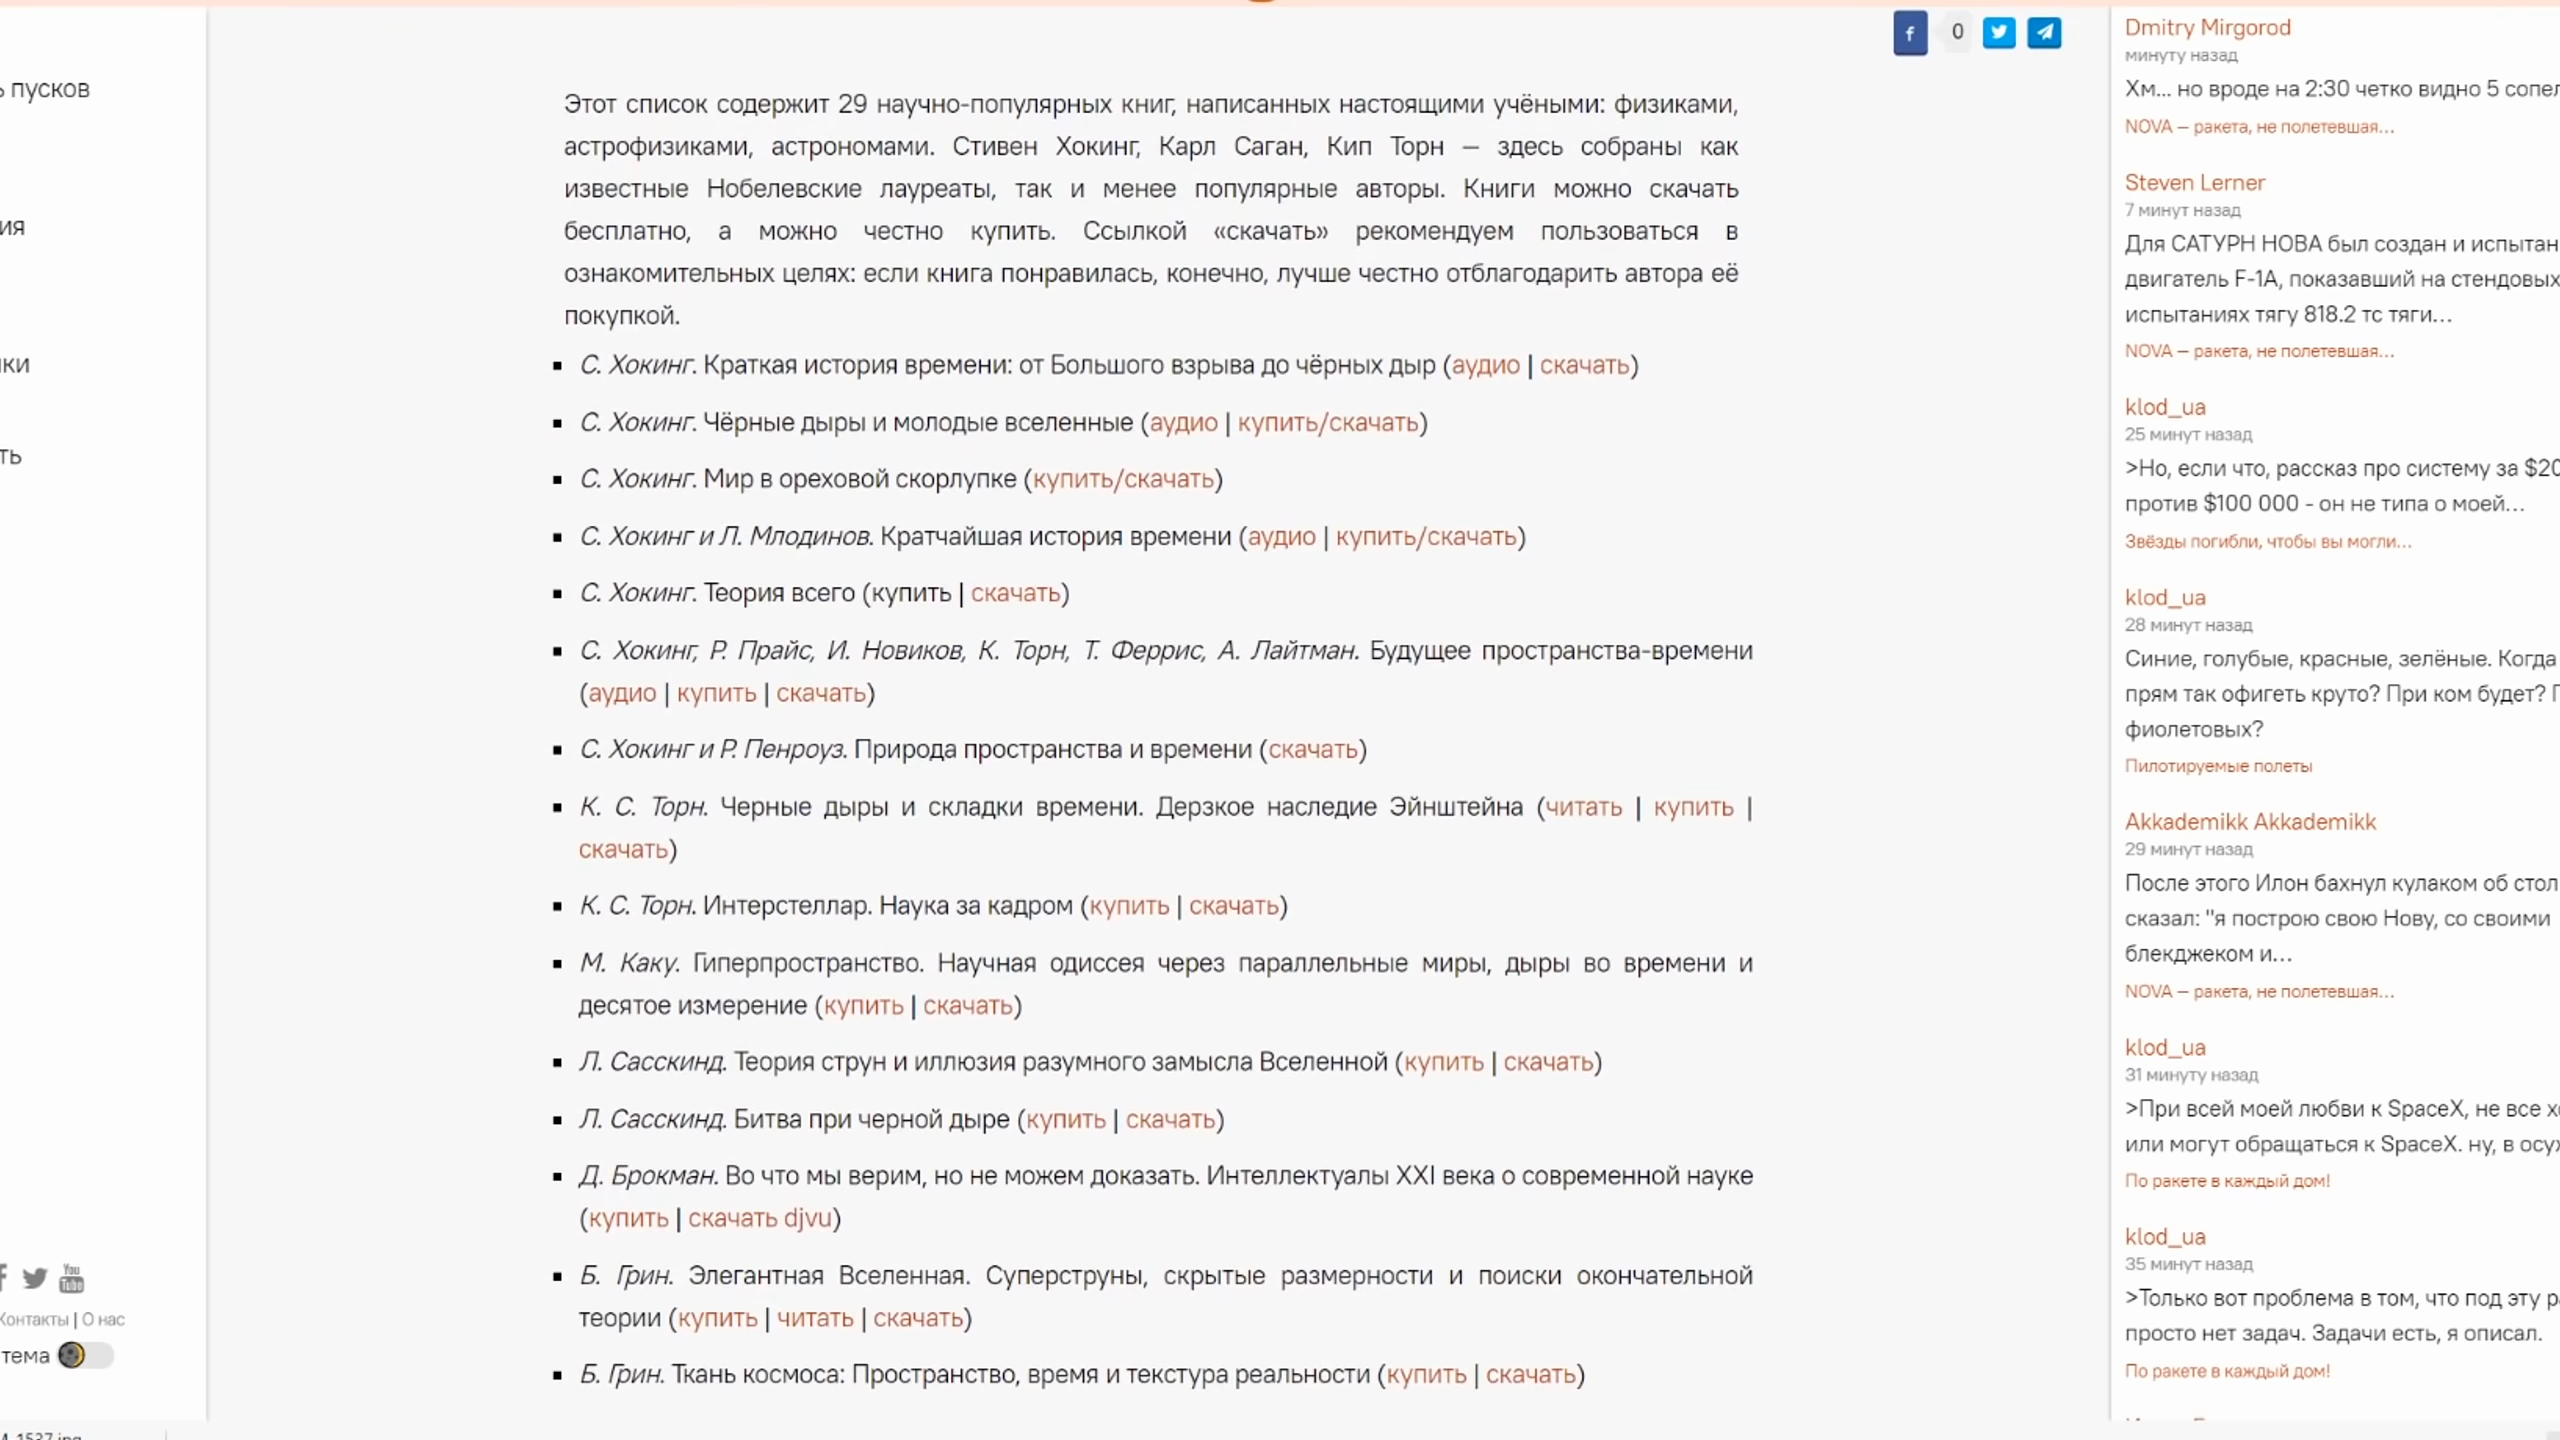 ь пусков
ия
ки
ть
Контакты | О нас
тема
0
Этот список содержит 29 научно-популярных книг, написанных настоящими учёными: физиками,
астрофизиками, астрономами. Стивен Хокинг, Карл Саган, Кип Торн — здесь собраны как
известные Нобелевские лауреаты, так и менее популярные авторы. Книги можно скачать
бесплатно, а можно честно купить. Ссылкой «скачать» рекомендуем пользоваться в
ознакомительных целях: если книга понравилась, конечно, лучше честно отблагодарить автора её
покупкой.
С. Хокинг. Краткая история времени: от Большого взрыва до чёрных дыр (аудио | скачать)
С. Хокинг. Чёрные дыры и молодые вселенные (аудио | купить/скачать)
С. Хокинг. Мир в ореховой скорлупке (купить/скачать)
С. Хокинг и Л. Млодинов. Кратчайшая история времени (аудио | купить/скачать)
С. Хокинг. Теория всего (купить | скачать)
С. Хокинг, Р. Прайс, И. Новиков, К. Торн, Т. Феррис, А. Лайтман. Будущее пространства-времени
(аудио | купить | скачать)
С. Хокинг и Р. Пенроуз. Природа пространства и времени (скачать)
К. С. Торн. Черные дыры и складки времени. Дерзкое наследие Эйнштейна (читать | купить |
скачать)
К. С. Торн. Интерстеллар. Наука за кадром (купить | скачать)
М. Каку. Гиперпространство. Научная одиссея через параллельные миры, дыры во времени и
десятое измерение (купить | скачать)
Л. Сасскинд. Теория струн и иллюзия разумного замысла Вселенной (купить | скачать)
Л. Сасскинд. Битва при черной дыре (купить | скачать)
Д. Брокман. Во что мы верим, но не можем доказать. Интеллектуалы XXI века о современной науке
(купить | скачать djvu)
Б. Грин. Элегантная Вселенная. Суперструны, скрытые размерности и поиски окончательной
теории (купить | читать | скачать)
Б. Грин. Ткань космоса: Пространство, время и текстура реальности (купить | скачать)
Dmitry Mirgorod
минуту назад
Хм... но вроде на 2:30 четко видно 5 сопел
NOVA — ракета, не полетевшая...
Steven Lerner
7 минут назад
Для САТУРН НОВА был создан и испытан
двигатель F-1A, показавший на стендовых
испытаниях тягу 818.2 тс тяги...
NOVA — ракета, не полетевшая...
klod_ua
25 минут назад
>Но, если что, рассказ про систему за $20
против $100 000 - он не типа о моей...
Звёзды погибли, чтобы вы могли...
klod_ua
28 минут назад
Синие, голубые, красные, зелёные. Когда
прям так офигеть круто? При ком будет?
фиолетовых?
Пилотируемые полеты
Akkademikk Akkademikk
29 минут назад
После этого Илон бахнул кулаком об стол
сказал: "я построю свою Нову, со своими
блекджеком и...
NOVA — ракета, не полетевшая...
klod_ua
31 минуту назад
>При всей моей любви к SpaceX, не все х
или могут обращаться к SpaceX. ну, в осу
По ракете в каждый дом!
klod_ua
35 минут назад
>Только вот проблема в том, что под эту р
просто нет задач. Задачи есть, я описал.
По ракете в каждый дом!